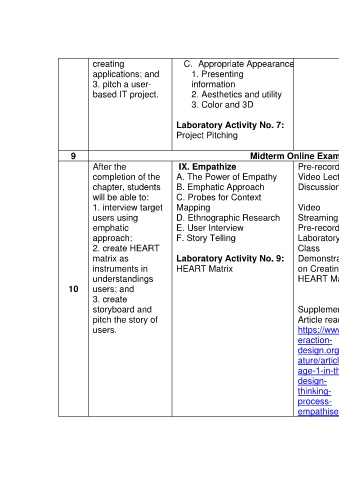 creating
applications; and
3. pitch a user-
based IT project.
C. Appropriate Appearance
1. Presenting
information
2. Aesthetics and utility
3. Color and 3D
Laboratory Activity No. 7:
Project Pitching
9
Midterm Online Exam
10
After the
completion of the
chapter, students
will be able to:
1. interview target
users using
emphatic
approach;
2. create HEART
matrix as
instruments in
understandings
users; and
3. create
storyboard and
pitch the story of
users.
IX. Empathize
A. The Power of Empathy
B. Emphatic Approach
C. Probes for Context
Mapping
D. Ethnographic Research
E. User Interview
F. Story Telling
Laboratory Activity No. 9:
HEART Matrix
Pre-record
Video Lect
Discussion
Video
Streaming
Pre-record
Laboratory
Class
Demonstra
on Creatin
HEART Ma
Suppleme
Article rea
https://ww
eraction-
design.org
ature/articl
age-1-in-th
design-
thinking-
process-
empathise